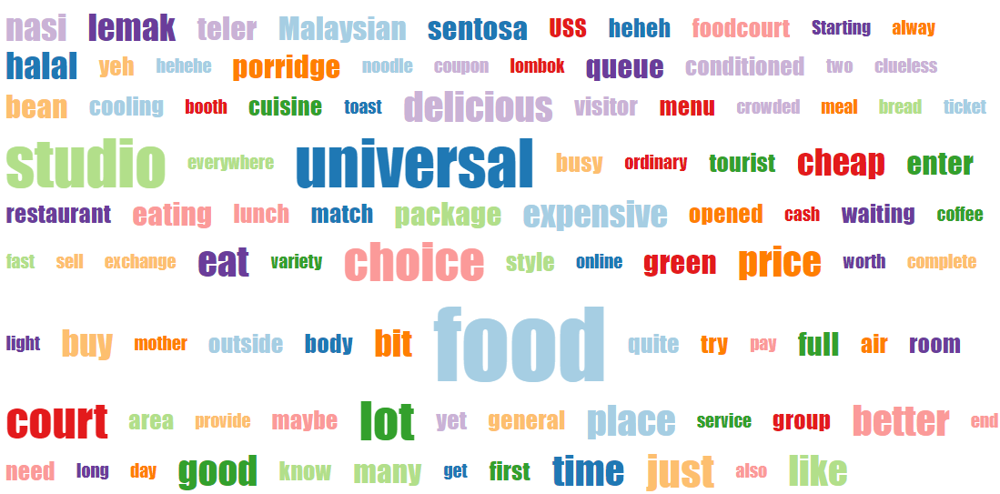 nasi lemak teler Malaysian sentosa USS heheh foodcourt Starting alway
halal yeh hehehe porridge noodle coupon lombok queue conditioned two clueless
bean cooling booth cuisine toast delicious visitor menu crowded meal bread ticket
studio everywhere universal busy ordinary tourist cheap enter
restaurant eating lunch match package expensive opened cash waiting coffee
fast sell exchange eat variety choice style online green price worth complete
light buy mother outside body bit food quite try pay full air room
court area provide maybe lot yet general place service group better end
need long day good know many get first time just also like